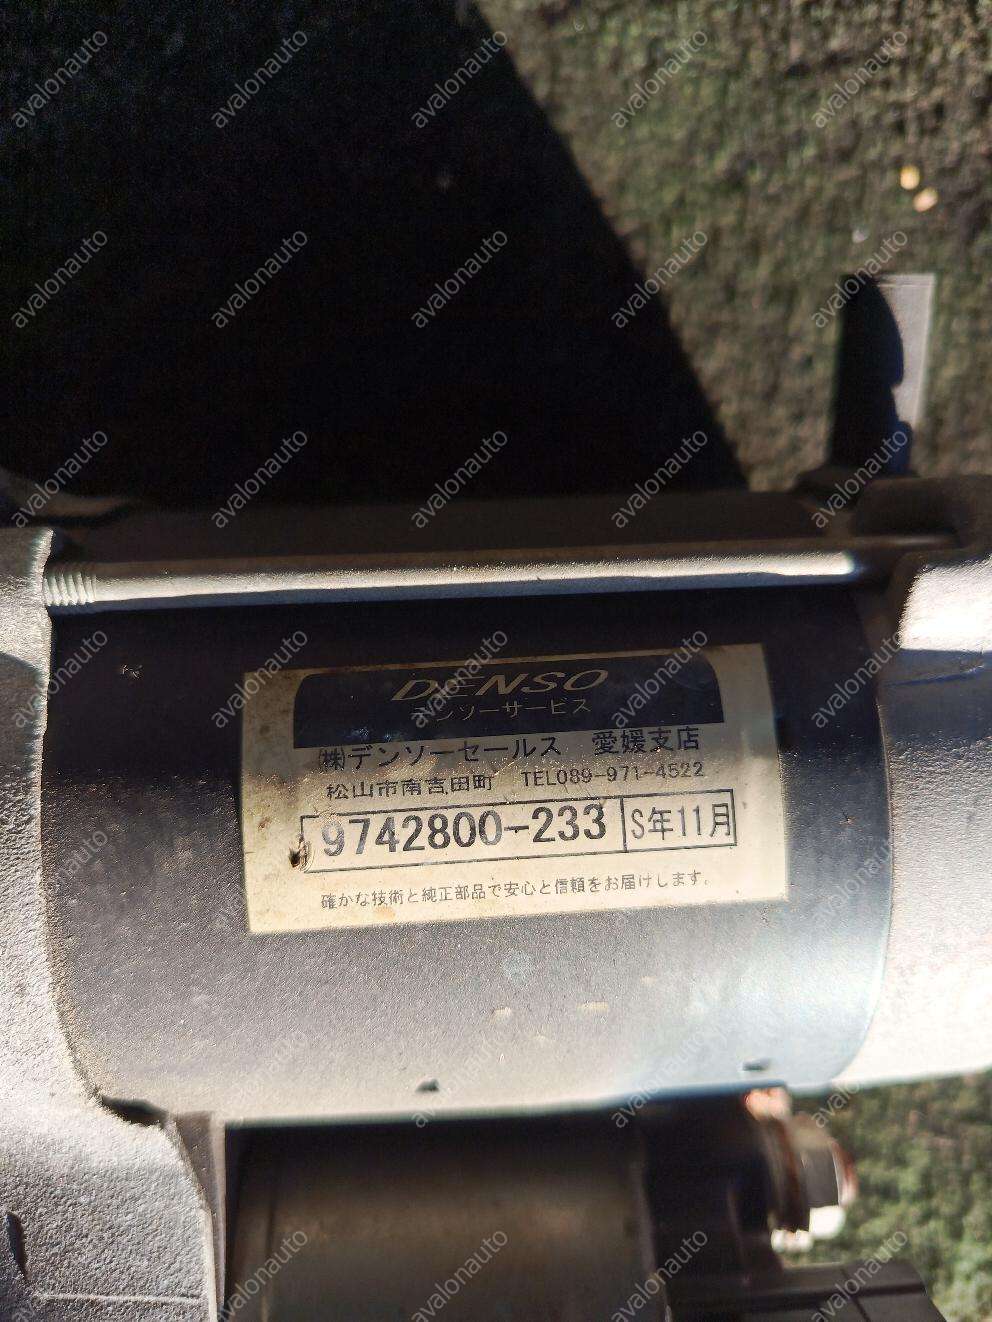 DENSO
デンソーサービス
㈱デンソーセールス 愛媛支店
松山市南吉田町 TEL089-971-4522
9742800-233 S年11月
確かな技術と純正部品で安心と信頼をお届けします。
avalonauto